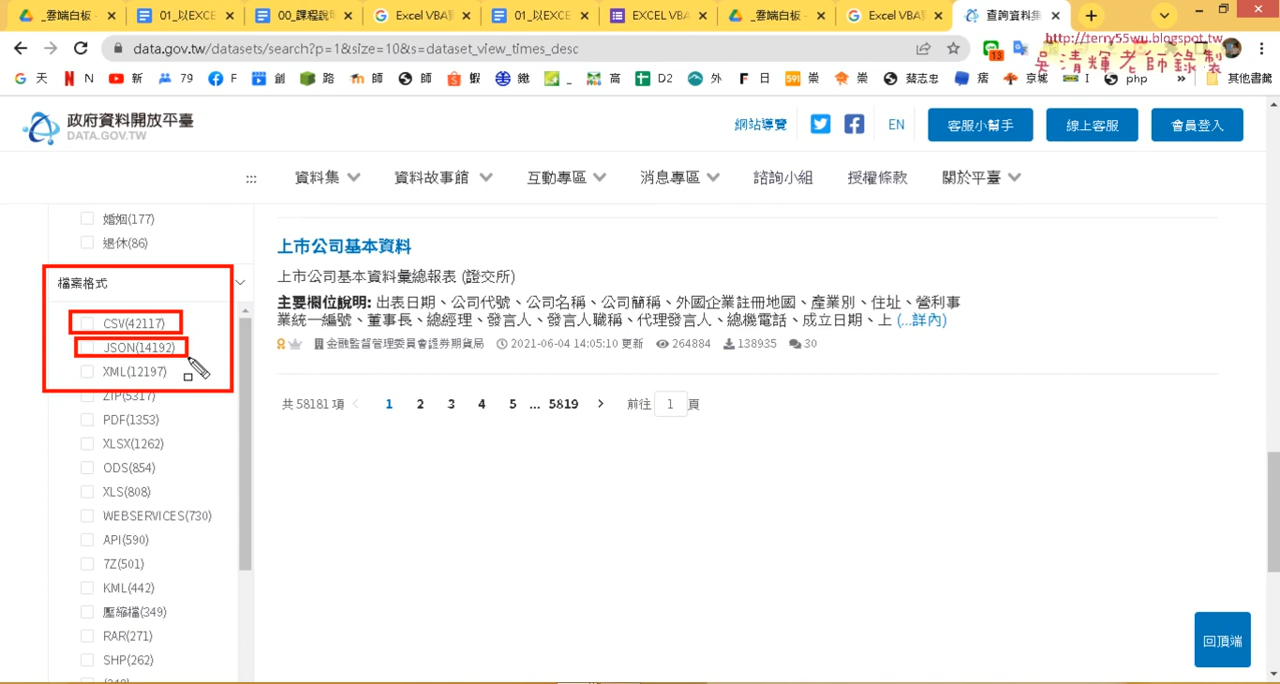 _雲端白板 -
01_以EXCE
00_課程說明
Excel VBA
01_以EXCE
EXCEL VBA
_雲端白板 -
Excel VBA
查詢資料集
data.gov.tw/datasets/search?p=1&size=10&s=dataset_view_times_desc
http://terry55wu.blogspot.tw
吳清輝老師錄製
天
N
新
79
F
創
路
師
師
蝦
緻
_
高
D2
外
日
崇
崇
蔡志忠
痞
京城
I
php
»
其他書籤
政府資料開放平臺
DATA.GOV.TW
網站導覽
EN
客服小幫手
線上客服
會員登入
:::
資料集
資料故事館
互動專區
消息專區
諮詢小組
授權條款
關於平臺
婚姻(177)
退休(86)
檔案格式
CSV(42117)
JSON(14192)
XML(12197)
ZIP(5317)
PDF(1353)
XLSX(1262)
ODS(854)
XLS(808)
WEBSERVICES(730)
API(590)
7Z(501)
KML(442)
壓縮檔(349)
RAR(271)
SHP(262)
上市公司基本資料
上市公司基本資料彙總報表 (證交所)
主要欄位說明: 出表日期、公司代號、公司名稱、公司簡稱、外國企業註冊地國、產業別、住址、營利事
業統一編號、董事長、總經理、發言人、發言人職稱、代理發言人、總機電話、成立日期、上 (...詳內)
金融監督管理委員會證券期貨局 2021-06-04 14:05:10 更新 264884 138935 30
共 58181 項 1 2 3 4 5 ... 5819 前往 1 頁
回頂端